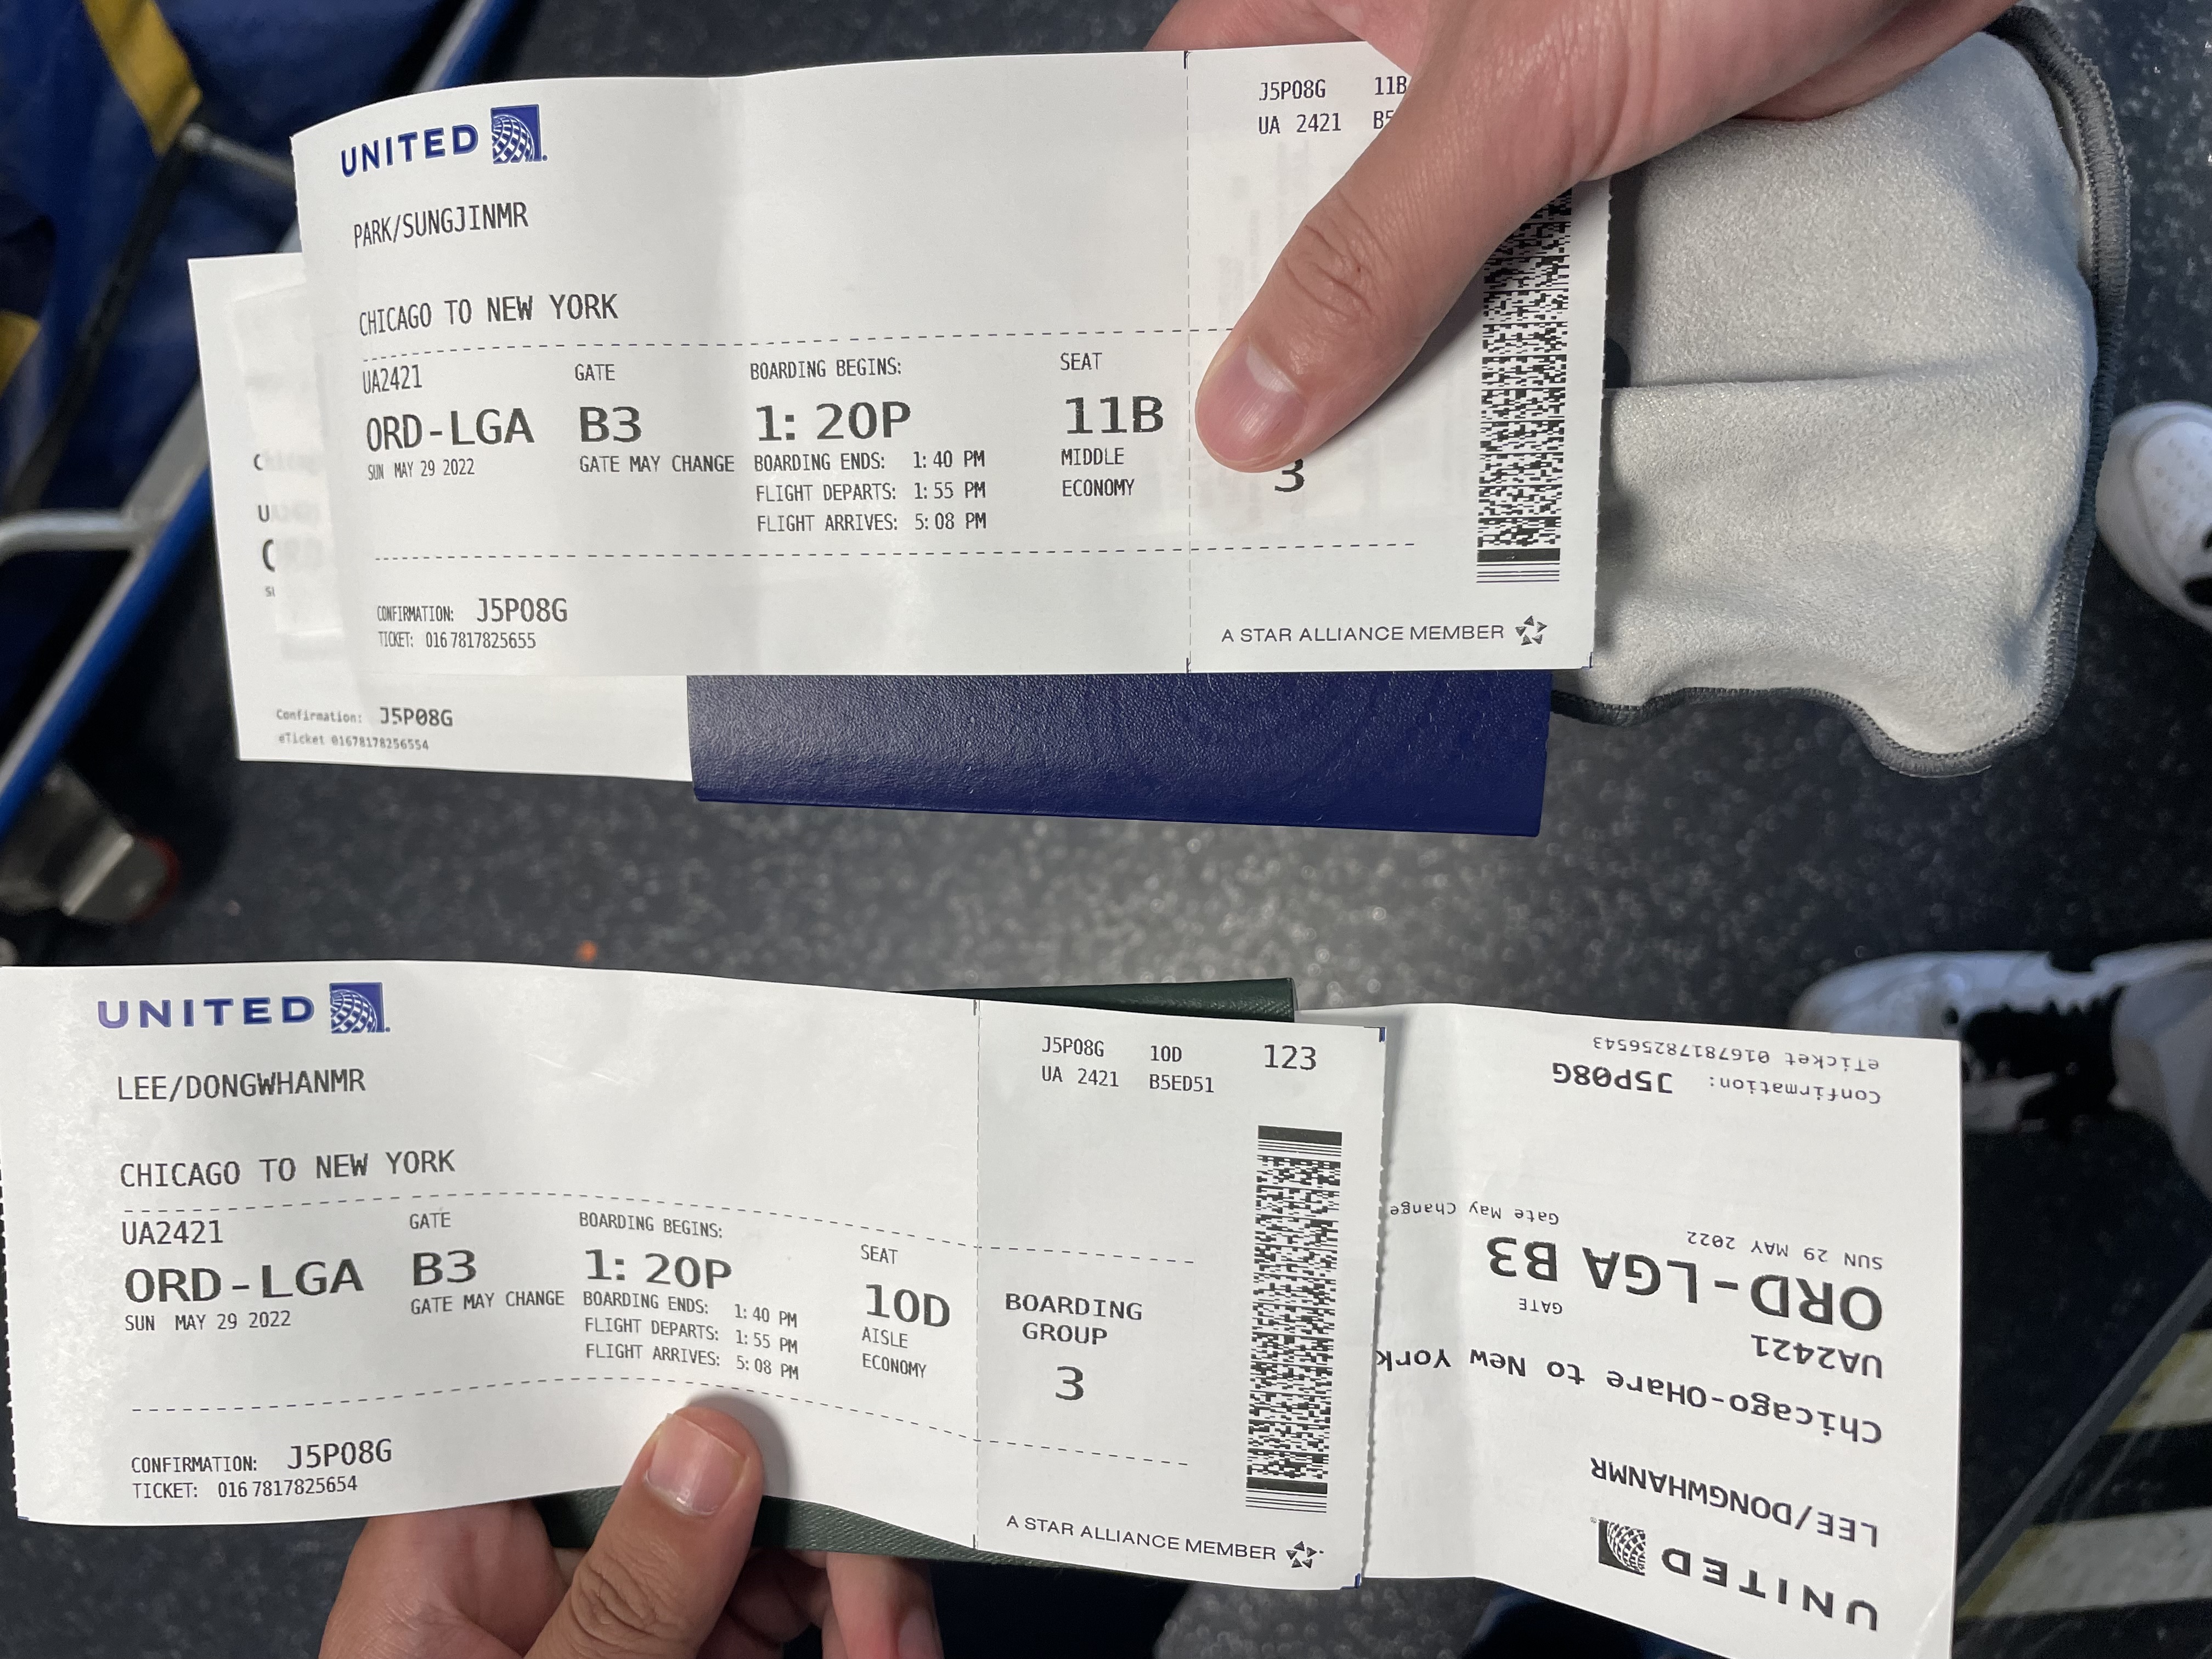 UNITED
PARK/SUNGJINMR
CHICAGO TO NEW YORK
UA2421
ORD-LGA
SUN MAY 29 2022
GATE
B3
GATE MAY CHANGE
BOARDING BEGINS:
1:20P
BOARDING ENDS: 1:40 PM
FLIGHT DEPARTS: 1:55 PM
FLIGHT ARRIVES: 5:08 PM
SEAT
11B
MIDDLE
ECONOMY
CONFIRMATION: J5P08G
TICKET: 016 7817825655
J5P08G 11B
UA 2421
3
A STAR ALLIANCE MEMBER
Confirmation: J5P08G
eTicket 01678178256554
UNITED
LEE/DONGWHANMR
CHICAGO TO NEW YORK
UA2421
ORD-LGA
SUN MAY 29 2022
GATE
B3
GATE MAY CHANGE
BOARDING BEGINS:
1:20P
BOARDING ENDS: 1:40 PM
FLIGHT DEPARTS: 1:55 PM
FLIGHT ARRIVES: 5:08 PM
SEAT
10D
AISLE
ECONOMY
CONFIRMATION: J5P08G
TICKET: 016 7817825654
J5P08G 10D 123
UA 2421 B5ED51
BOARDING
GROUP
3
A STAR ALLIANCE MEMBER
UNITED
LEE/DONGWHANMR
Chicago-OHare to New York
UA2421
GATE
ORD-LGA B3
SUN 29 MAY 2022
Gate May Change
Confirmation: J5P08G
eTicket 01678178256543